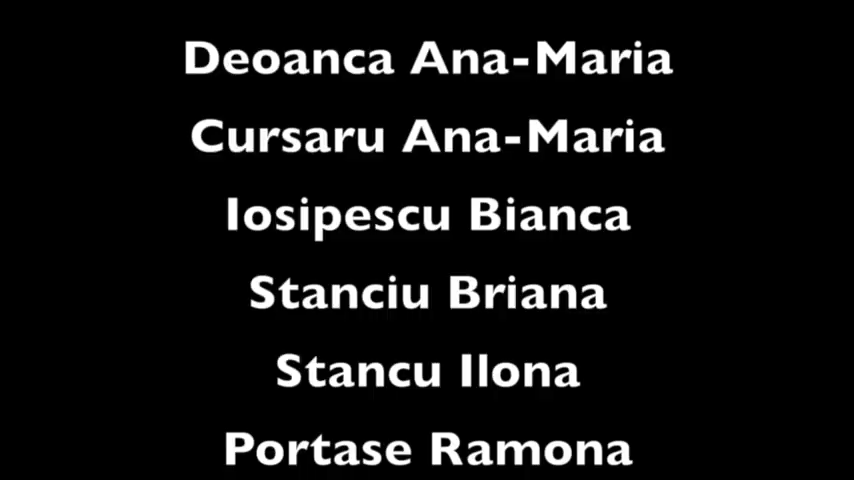 Deoanca Ana-Maria
Cursaru Ana-Maria
Iosipescu Bianca
Stanciu Briana
Stancu Ilona
Portase Ramona